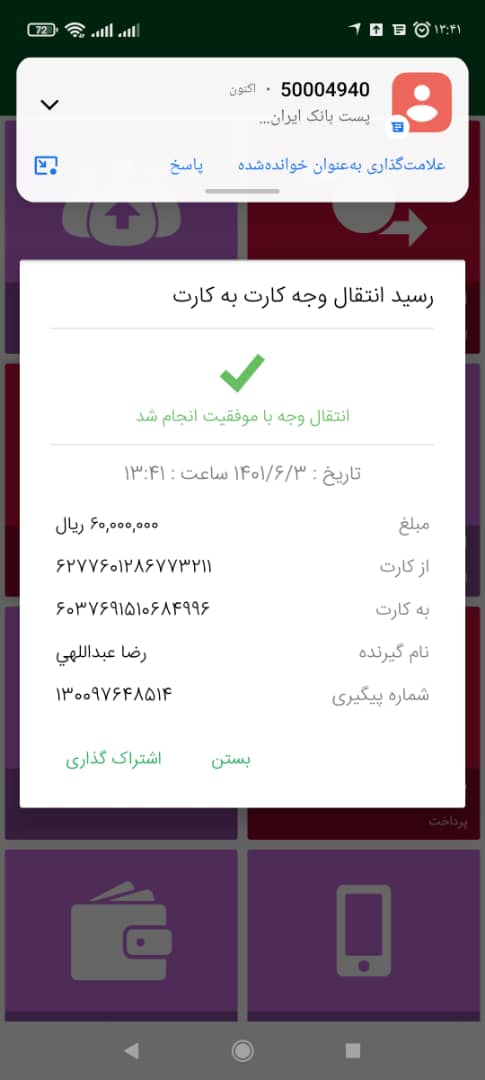 72
۱۳:۴۱
50004940 · اکنون
پست بانک ایران...
علامت‌گذاری به‌عنوان خوانده‌شده
پاسخ
رسید انتقال وجه کارت به کارت
انتقال وجه با موفقیت انجام شد
تاریخ : ۱۴۰۱/۶/۳ ساعت : ۱۳:۴۱
مبلغ ۶۰,۰۰۰,۰۰۰ ریال
از کارت ۶۲۷۷۶۰۱۲۸۶۷۷۳۲۱۱
به کارت ۶۰۳۷۶۹۱۵۱۰۶۸۴۹۹۶
نام گیرنده رضا عبداللهي
شماره پیگیری ۱۳۰۰۹۷۶۴۸۵۱۴
بستن
اشتراک گذاری
پرداخت